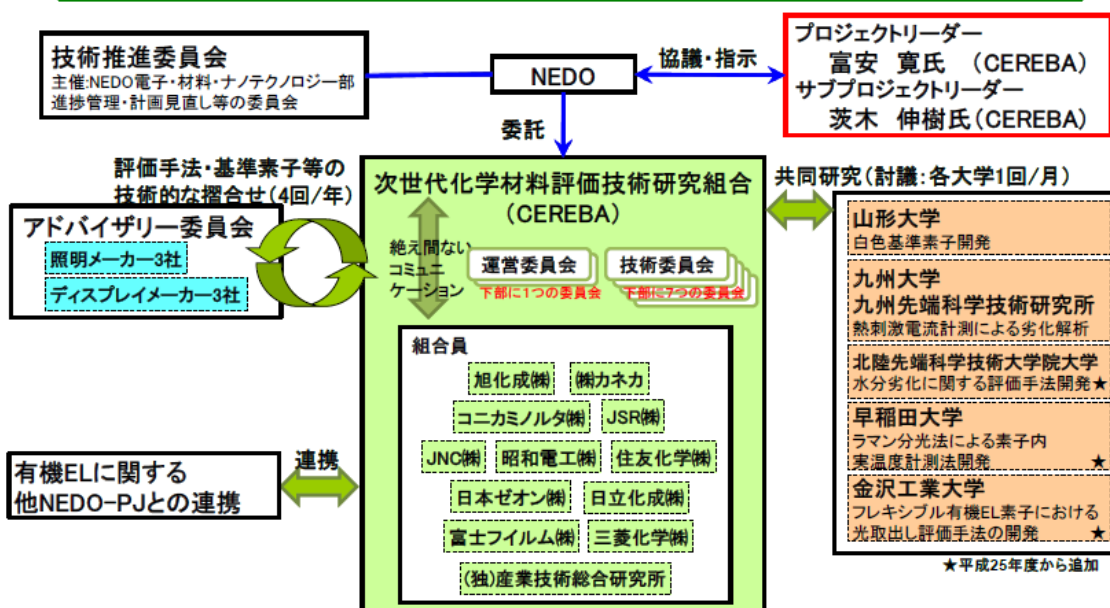 技術推進委員会
主催:NEDO電子・材料・ナノテクノロジー部
進捗管理・計画見直し等の委員会
NEDO
協議・指示
プロジェクトリーダー
富安 寛氏 (CEREBA)
サブプロジェクトリーダー
茨木 伸樹氏(CEREBA)
委託
評価手法・基準素子等の
技術的な摺合せ(4回/年)
アドバイザリー委員会
照明メーカー3社
ディスプレイメーカー3社
次世代化学材料評価技術研究組合
(CEREBA)
絶え間ない
コミュニ
ケーション
運営委員会
下部に1つの委員会
技術委員会
下部に7つの委員会
組合員
旭化成㈱
㈱カネカ
コニカミノルタ㈱
JSR㈱
JNC㈱
昭和電工㈱
住友化学㈱
日本ゼオン㈱
日立化成㈱
富士フイルム㈱
三菱化学㈱
(独)産業技術総合研究所
連携
有機ELに関する
他NEDO-PJとの連携
共同研究(討議:各大学1回/月)
山形大学
白色基準素子開発
九州大学
九州先端科学技術研究所
熱刺激電流計測による劣化解析
北陸先端科学技術大学院大学
水分劣化に関する評価手法開発★
早稲田大学
ラマン分光法による素子内
実温度計測法開発 ★
金沢工業大学
フレキシブル有機EL素子における
光取出し評価手法の開発 ★
★平成25年度から追加